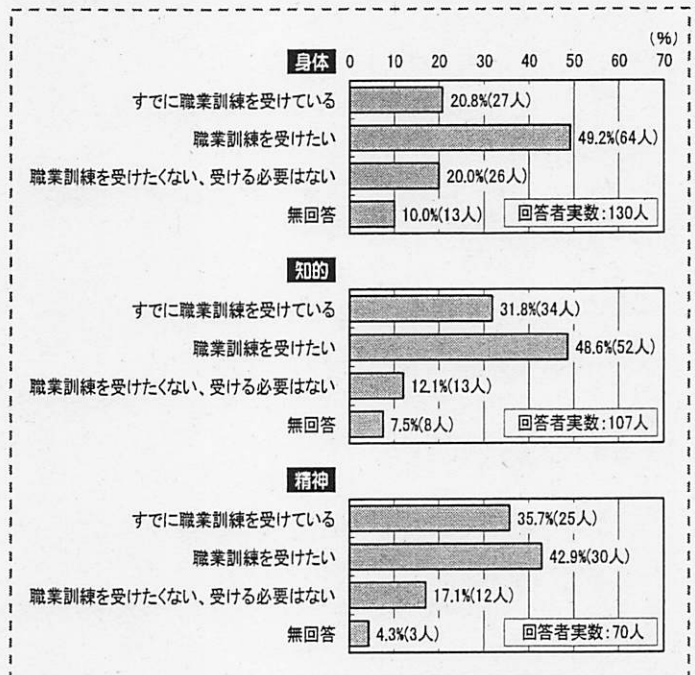 (%)
身体 0 10 20 30 40 50 60 70
すでに職業訓練を受けている 20.8%(27人)
職業訓練を受けたい 49.2%(64人)
職業訓練を受けたくない、受ける必要はない 20.0%(26人)
無回答 10.0%(13人) 回答者実数:130人
知的
すでに職業訓練を受けている 31.8%(34人)
職業訓練を受けたい 48.6%(52人)
職業訓練を受けたくない、受ける必要はない 12.1%(13人)
無回答 7.5%(8人) 回答者実数:107人
精神
すでに職業訓練を受けている 35.7%(25人)
職業訓練を受けたい 42.9%(30人)
職業訓練を受けたくない、受ける必要はない 17.1%(12人)
無回答 4.3%(3人) 回答者実数:70人